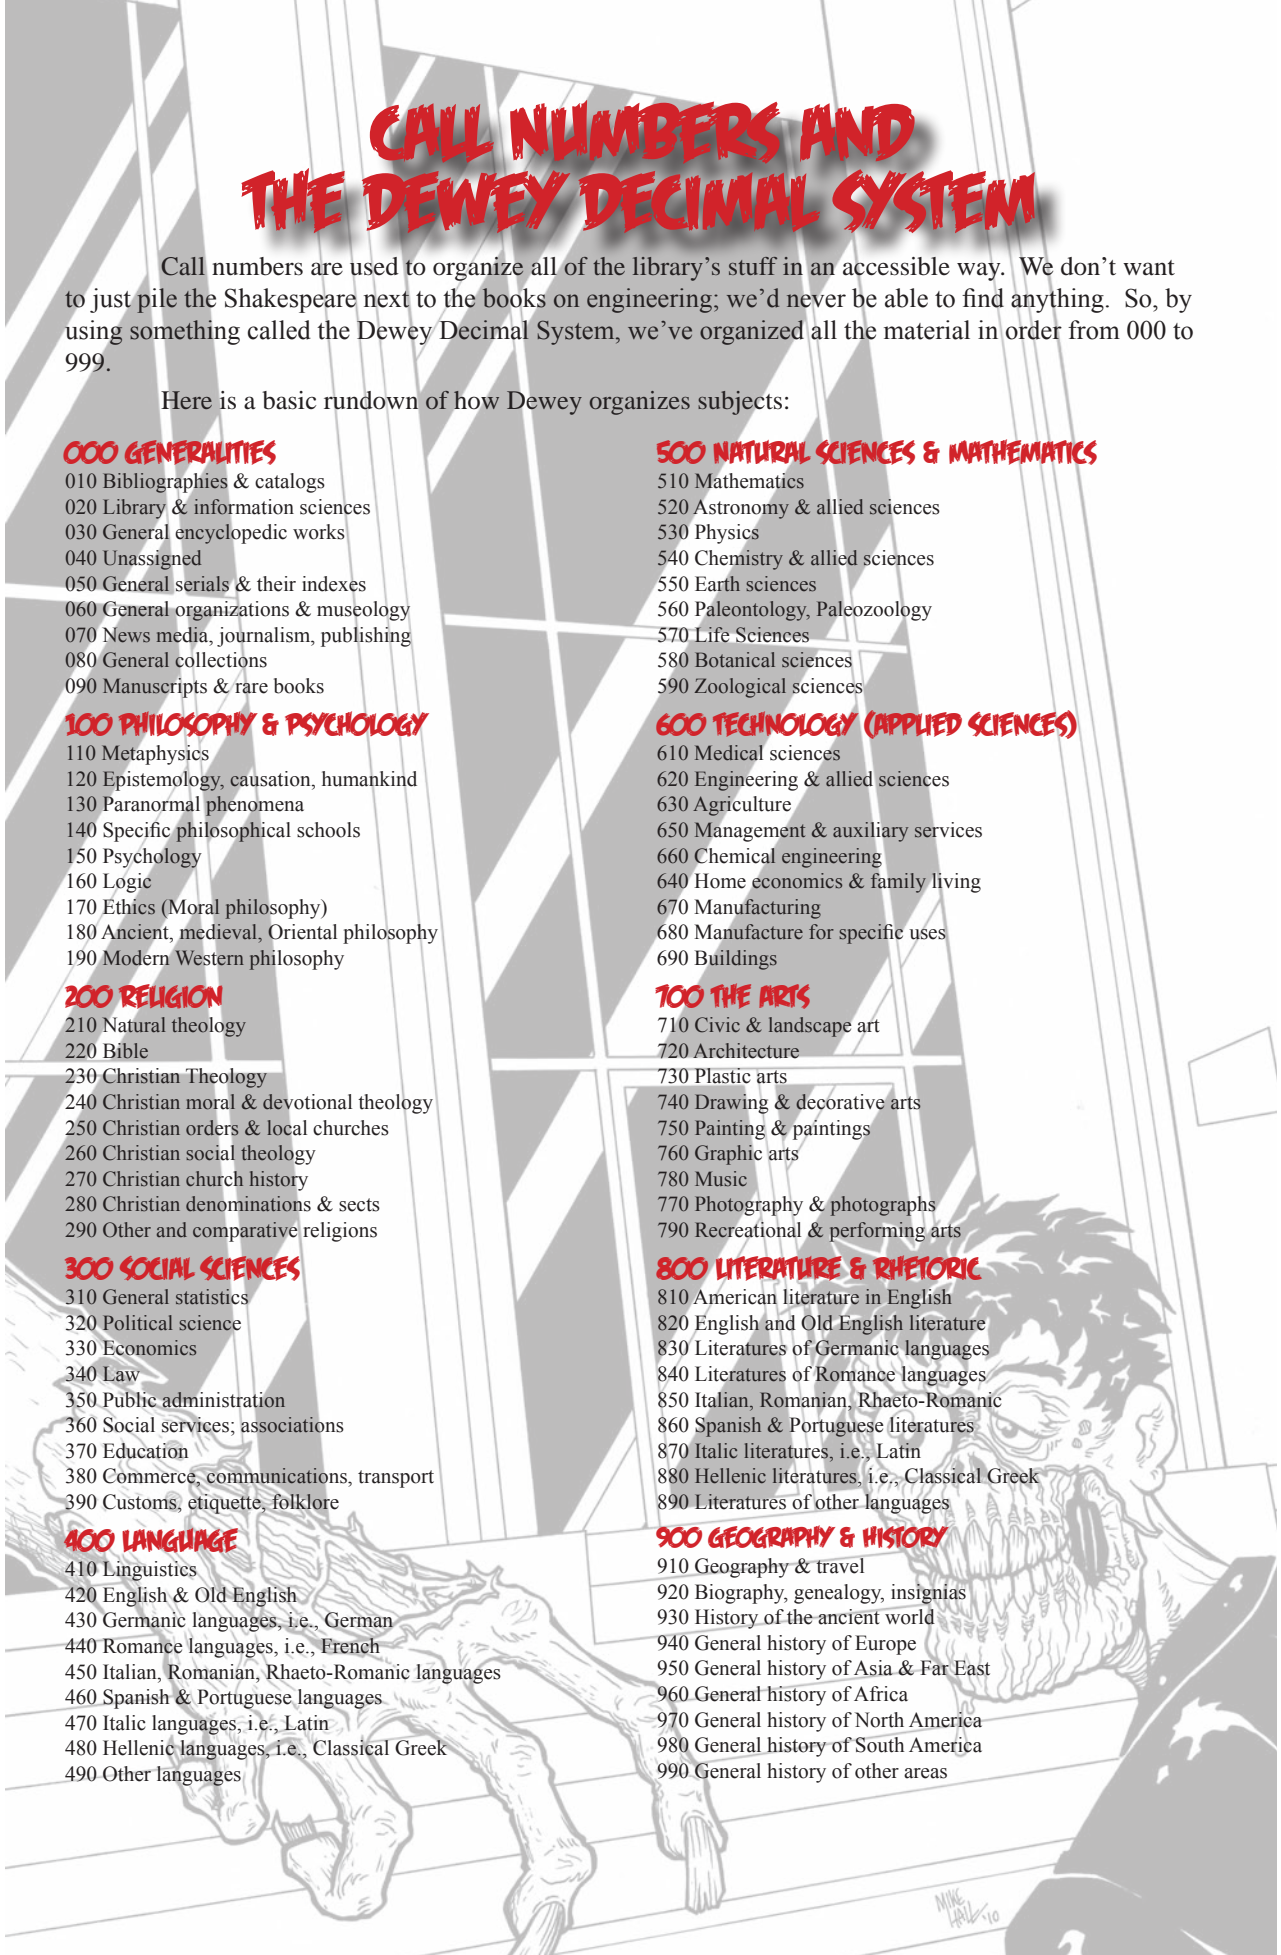 CALL NUMBERS AND
THE DEWEY DECIMAL SYSTEM
Call numbers are used to organize all of the library's stuff in an accessible way. We don't want
to just pile the Shakespeare next to the books on engineering; we'd never be able to find anything. So, by
using something called the Dewey Decimal System, we've organized all the material in order from 000 to
999.
Here is a basic rundown of how Dewey organizes subjects:
000 GENERALITIES
010 Bibliographies & catalogs
020 Library & information sciences
030 General encyclopedic works
040 Unassigned
050 General serials & their indexes
060 General organizations & museology
070 News media, journalism, publishing
080 General collections
090 Manuscripts & rare books
100 PHILOSOPHY & PSYCHOLOGY
110 Metaphysics
120 Epistemology, causation, humankind
130 Paranormal phenomena
140 Specific philosophical schools
150 Psychology
160 Logic
170 Ethics (Moral philosophy)
180 Ancient, medieval, Oriental philosophy
190 Modern Western philosophy
200 RELIGION
210 Natural theology
220 Bible
230 Christian Theology
240 Christian moral & devotional theology
250 Christian orders & local churches
260 Christian social theology
270 Christian church history
280 Christian denominations & sects
290 Other and comparative religions
300 SOCIAL SCIENCES
310 General statistics
320 Political science
330 Economics
340 Law
350 Public administration
360 Social services; associations
370 Education
380 Commerce, communications, transport
390 Customs, etiquette, folklore
400 LANGUAGE
410 Linguistics
420 English & Old English
430 Germanic languages, i.e., German
440 Romance languages, i.e., French
450 Italian, Romanian, Rhaeto-Romanic languages
460 Spanish & Portuguese languages
470 Italic languages, i.e., Latin
480 Hellenic languages, i.e., Classical Greek
490 Other languages
500 NATURAL SCIENCES & MATHEMATICS
510 Mathematics
520 Astronomy & allied sciences
530 Physics
540 Chemistry & allied sciences
550 Earth sciences
560 Paleontology, Paleozoology
570 Life Sciences
580 Botanical sciences
590 Zoological sciences
600 TECHNOLOGY (APPLIED SCIENCES)
610 Medical sciences
620 Engineering & allied sciences
630 Agriculture
650 Management & auxiliary services
660 Chemical engineering
640 Home economics & family living
670 Manufacturing
680 Manufacture for specific uses
690 Buildings
700 THE ARTS
710 Civic & landscape art
720 Architecture
730 Plastic arts
740 Drawing & decorative arts
750 Painting & paintings
760 Graphic arts
780 Music
770 Photography & photographs
790 Recreational & performing arts
800 LITERATURE & RHETORIC
810 American literature in English
820 English and Old English literature
830 Literatures of Germanic languages
840 Literatures of Romance languages
850 Italian, Romanian, Rhaeto-Romanic
860 Spanish & Portuguese literatures
870 Italic literatures, i.e., Latin
880 Hellenic literatures, i.e., Classical Greek
890 Literatures of other languages
900 GEOGRAPHY & HISTORY
910 Geography & travel
920 Biography, genealogy, insignias
930 History of the ancient world
940 General history of Europe
950 General history of Asia & Far East
960 General history of Africa
970 General history of North America
980 General history of South America
990 General history of other areas
MIKE
HALL '10